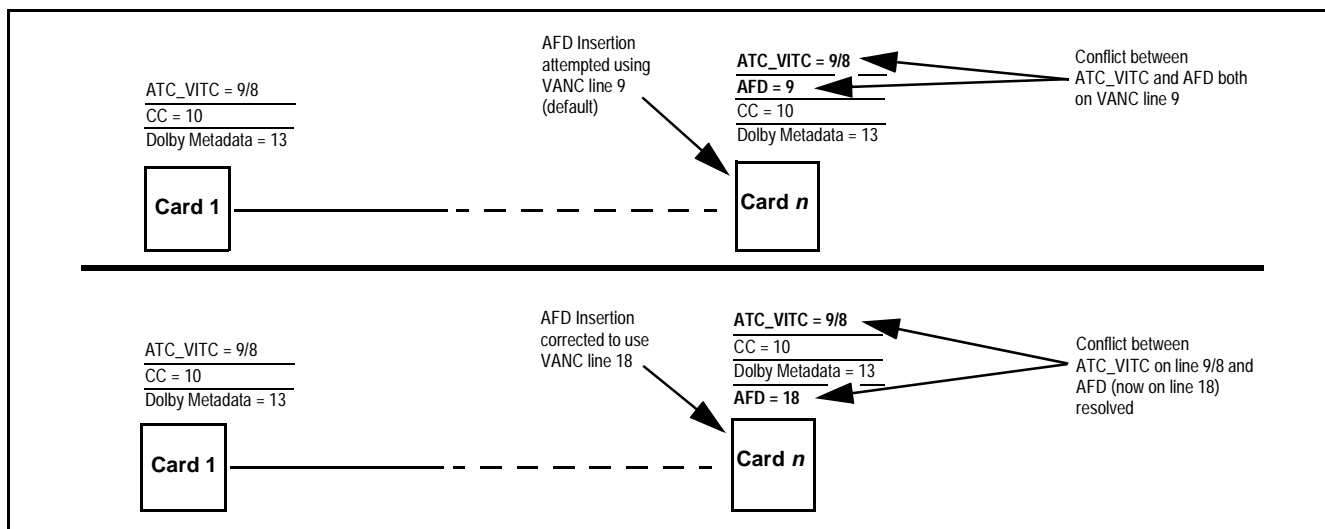 AFD Insertion
attempted using
VANC line 9
(default)
ATC_VITC = 9/8
CC = 10
Dolby Metadata = 13
Card 1
ATC_VITC = 9/8
AFD = 9
CC = 10
Dolby Metadata = 13
Card n
Conflict between
ATC_VITC and AFD both
on VANC line 9
AFD Insertion
corrected to use
VANC line 18
ATC_VITC = 9/8
CC = 10
Dolby Metadata = 13
Card 1
ATC_VITC = 9/8
CC = 10
Dolby Metadata = 13
AFD = 18
Card n
Conflict between
ATC_VITC on line 9/8 and
AFD (now on line 18)
resolved